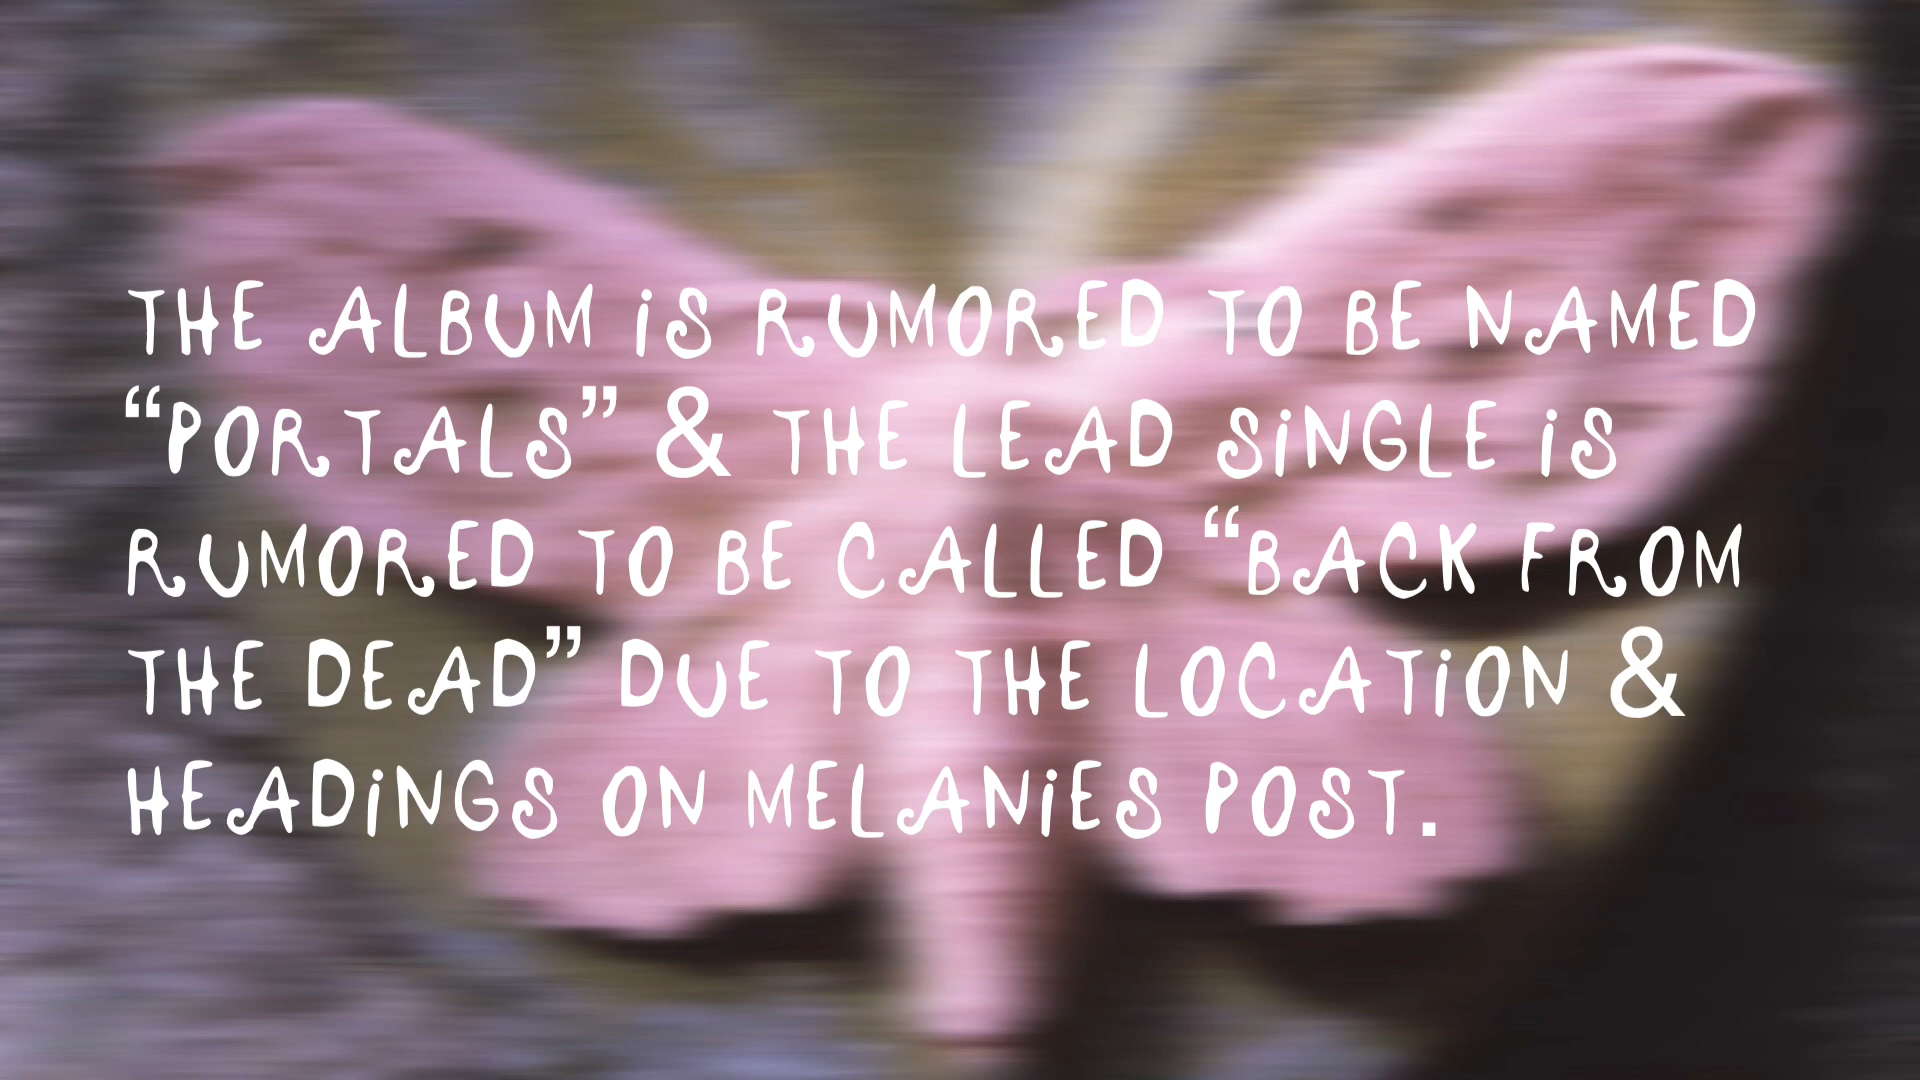 THE ALBUM iS RUMORED TO BE NAMED
“PORTALS” & THE LEAD SiNGLE iS
RUMORED TO BE CALLED “BACK FROM
THE DEAD” DUE TO THE LOCATiON &
HEADiNGS ON MELANiES POST.